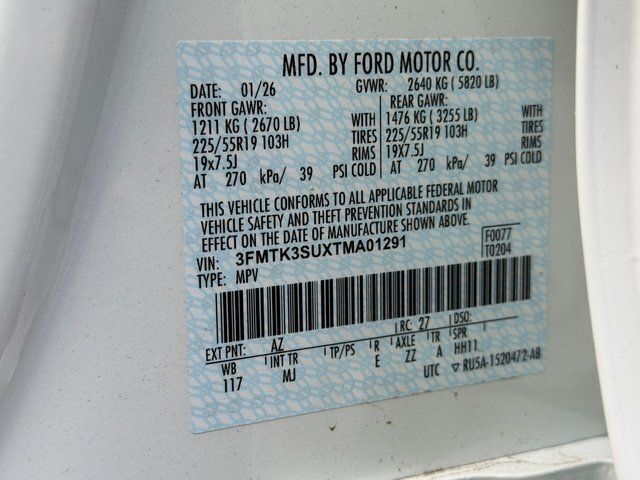 MFD. BY FORD MOTOR CO.
DATE: 01/26 GVWR: 2640 KG ( 5820 LB)
FRONT GAWR: REAR GAWR:
1211 KG ( 2670 LB) WITH 1476 KG ( 3255 LB) WITH
225/55R19 103H TIRES 225/55R19 103H TIRES
19x7.5J RIMS 19x7.5J RIMS
AT 270 kPa/ 39 PSI COLD AT 270 kPa/ 39 PSI COLD
THIS VEHICLE CONFORMS TO ALL APPLICABLE FEDERAL MOTOR
VEHICLE SAFETY AND THEFT PREVENTION STANDARDS IN
EFFECT ON THE DATE OF MANUFACTURE SHOWN ABOVE.
VIN: 3FMTK3SUXTMA01291 F0077
TYPE: MPV T0204
EXT PNT: AZ RC: 27 DSO:
WB INT TR TP/PS R AXLE TR SPR
117 MJ E ZZ A HH11
UTC ▽ RU5A-1520472-AB